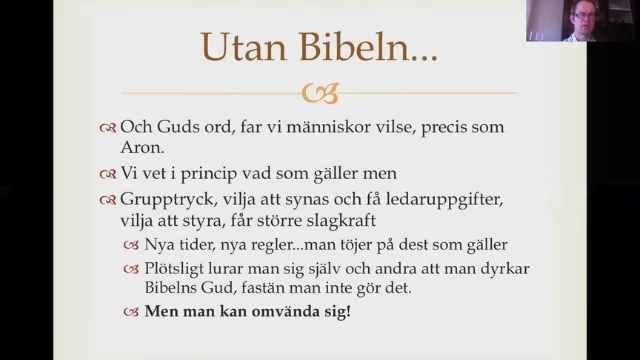 Utan Bibeln...
Och Guds ord, far vi människor vilse, precis som
Aron.
Vi vet i princip vad som gäller men
Grupptryck, vilja att synas och få ledaruppgifter,
vilja att styra, får större slagkraft
Nya tider, nya regler...man töjer på dest som gäller
Plötsligt lurar man sig själv och andra att man dyrkar
Bibelns Gud, fastän man inte gör det.
Men man kan omvända sig!